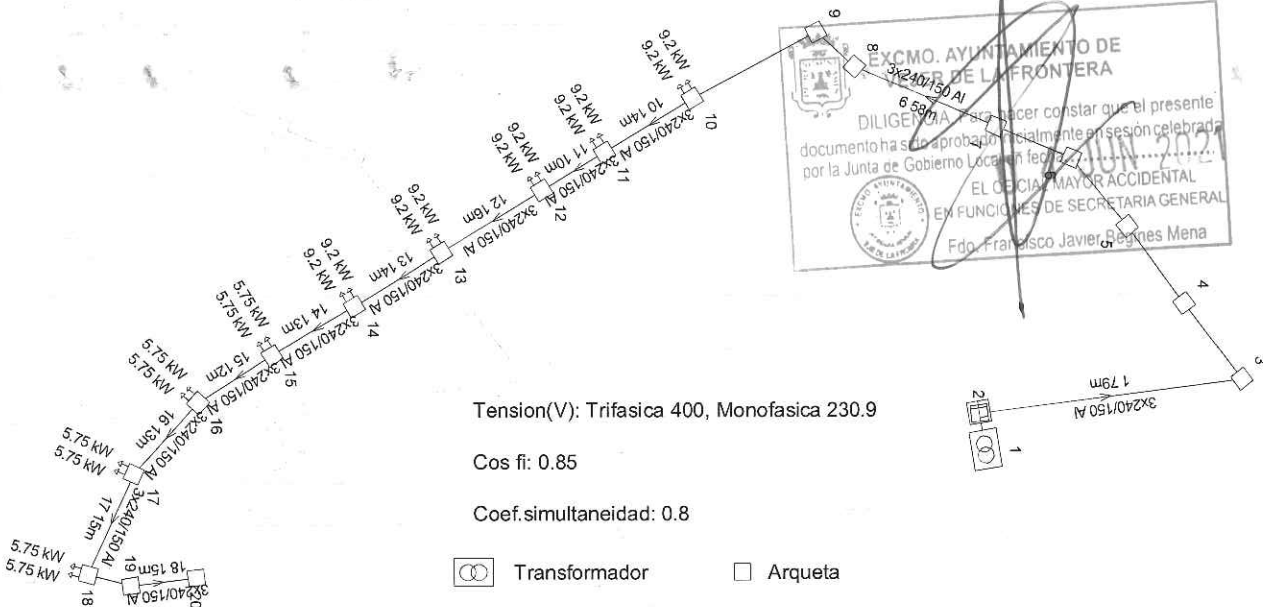 EXCMO. AYUNTAMIENTO DE
VEJER DE LA FRONTERA
DILIGENCIA, Para hacer constar que el presente
documento ha sido aprobado inicialmente en sesión celebrada
por la Junta de Gobierno Local en fecha
JUN 2021
EL OFICIAL MAYOR ACCIDENTAL
EN FUNCIONES DE SECRETARIA GENERAL
Fdo. Francisco Javier Begines Mena
EXCMO AYUNTAMIENTO
9
8
3x240/150 Al
6 58m
7
6
5
4
3
1 79m
3x240/150 Al
2
1
9.2 kW
9.2 kW
10
10 14m
3x240/150 Al
9.2 kW
9.2 kW
11
11 10m
3x240/150 Al
9.2 kW
9.2 kW
12
12 16m
3x240/150 Al
9.2 kW
9.2 kW
13
13 14m
3x240/150 Al
9.2 kW
9.2 kW
14
14 13m
3x240/150 Al
5.75 kW
5.75 kW
15
15 12m
3x240/150 Al
5.75 kW
5.75 kW
16
16 13m
3x240/150 Al
5.75 kW
5.75 kW
17
17 15m
3x240/150 Al
5.75 kW
5.75 kW
18
19
18 15m
3x240/150 Al
20
Tension(V): Trifasica 400, Monofasica 230.9
Cos fi: 0.85
Coef.simultaneidad: 0.8
Transformador
Arqueta